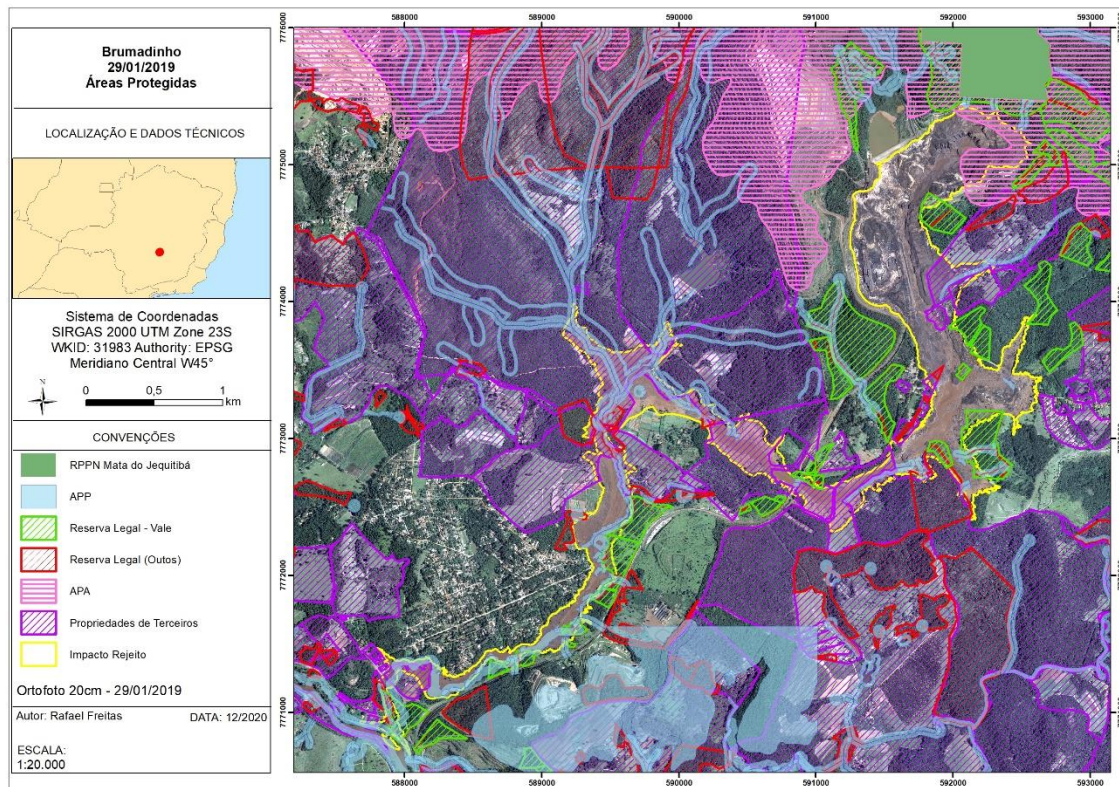 Brumadinho
29/01/2019
Áreas Protegidas
LOCALIZAÇÃO E DADOS TÉCNICOS
Sistema de Coordenadas
SIRGAS 2000 UTM Zone 23S
WKID: 31983 Authority: EPSG
Meridiano Central W45°
N
0 0,5 1
km
CONVENÇÕES
RPPN Mata do Jequitibá
APP
Reserva Legal - Vale
Reserva Legal (Outos)
APA
Propriedades de Terceiros
Impacto Rejeito
Ortofoto 20cm - 29/01/2019
Autor: Rafael Freitas DATA: 12/2020
ESCALA:
1:20.000
588000 589000 590000 591000 592000 593000
7776000
7775000
7774000
7773000
7772000
7771000
588000 589000 590000 591000 592000 593000